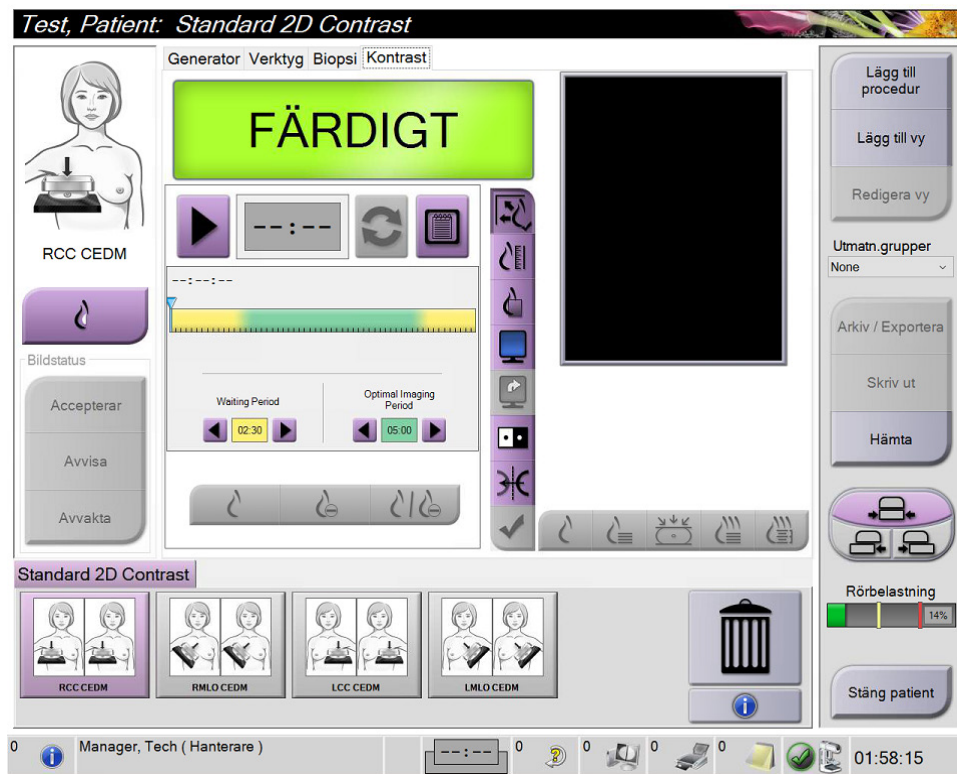 Test, Patient: Standard 2D Contrast
Generator Verktyg Biopsi Kontrast
FÄRDIGT
--:--
--:--:--
Waiting Period
Optimal Imaging
Period
02:30
05:00
RCC CEDM
Bildstatus
Accepterar
Avvisa
Avvakta
Lägg till
procedur
Lägg till vy
Redigera vy
Utmatn.grupper
None
Arkiv / Exportera
Skriv ut
Hämta
Rörbelastning
14%
Stäng patient
Standard 2D Contrast
RCC CEDM
RMLO CEDM
LCC CEDM
LMLO CEDM
0 Manager, Tech ( Hanterare ) --:-- 0 0 0 0 01:58:15